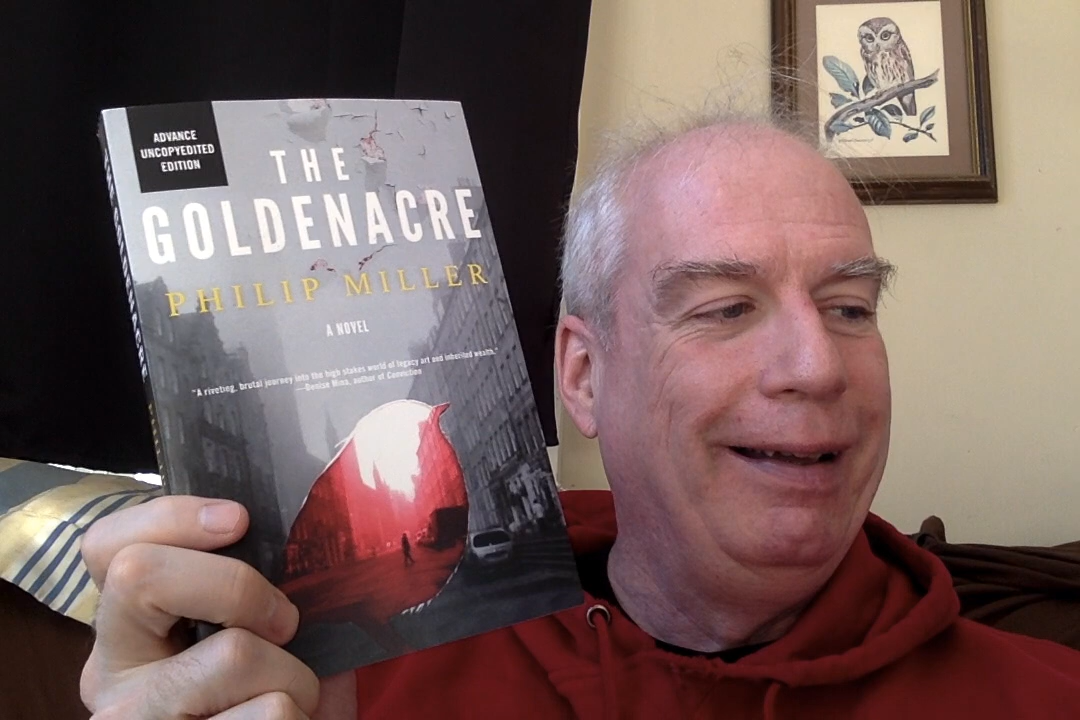 ADVANCE
UNCOPYEDITED
EDITION
THE
GOLDENACRE
PHILIP MILLER
A NOVEL
"A riveting, brutal journey into the high stakes world of legacy art and inherited wealth."
—Denise Mina, author of Conviction